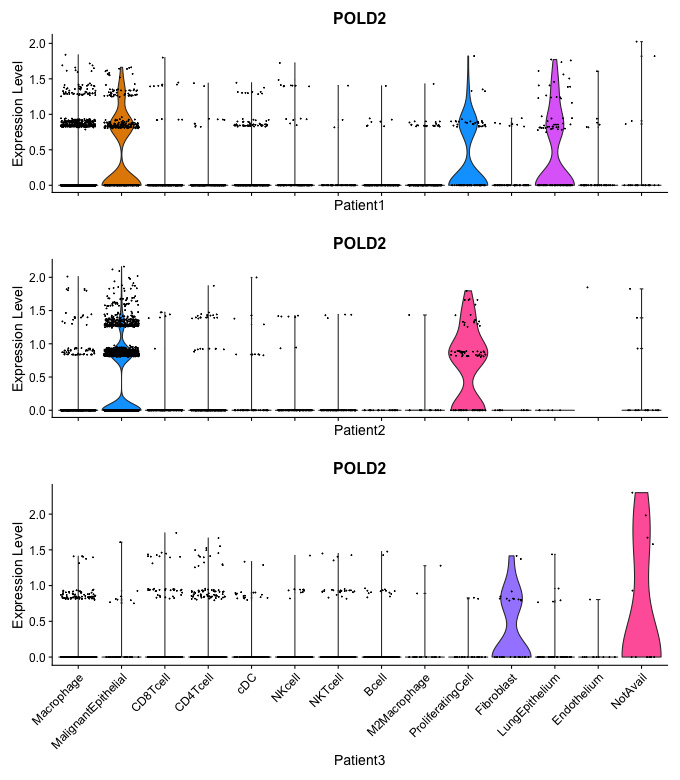 POLD2
Expression Level
2.0
1.5
1.0
0.5
0.0
Patient1
POLD2
Expression Level
2.0
1.5
1.0
0.5
0.0
Patient2
POLD2
Expression Level
2.0
1.5
1.0
0.5
0.0
Macrophage
MalignantEpithelial
CD8Tcell
CD4Tcell
cDC
NKcell
NKTcell
Bcell
M2Macrophage
ProliferatingCell
Fibroblast
LungEpithelium
Endothelium
NotAvail
Patient3